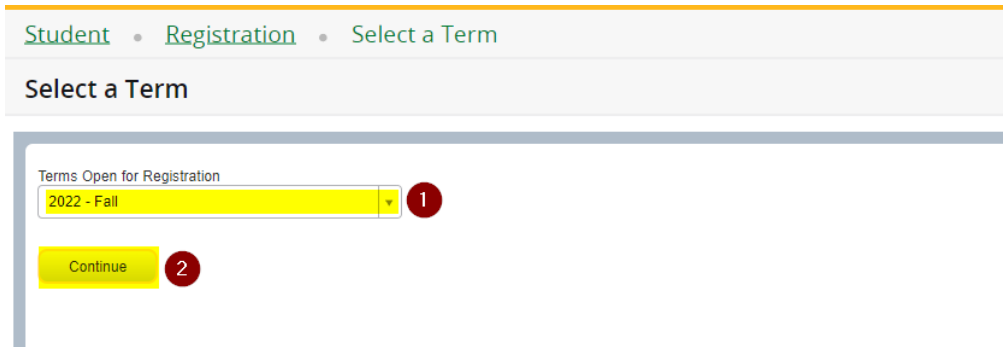 Student • Registration • Select a Term
Select a Term
Terms Open for Registration
2022 - Fall
1
Continue
2